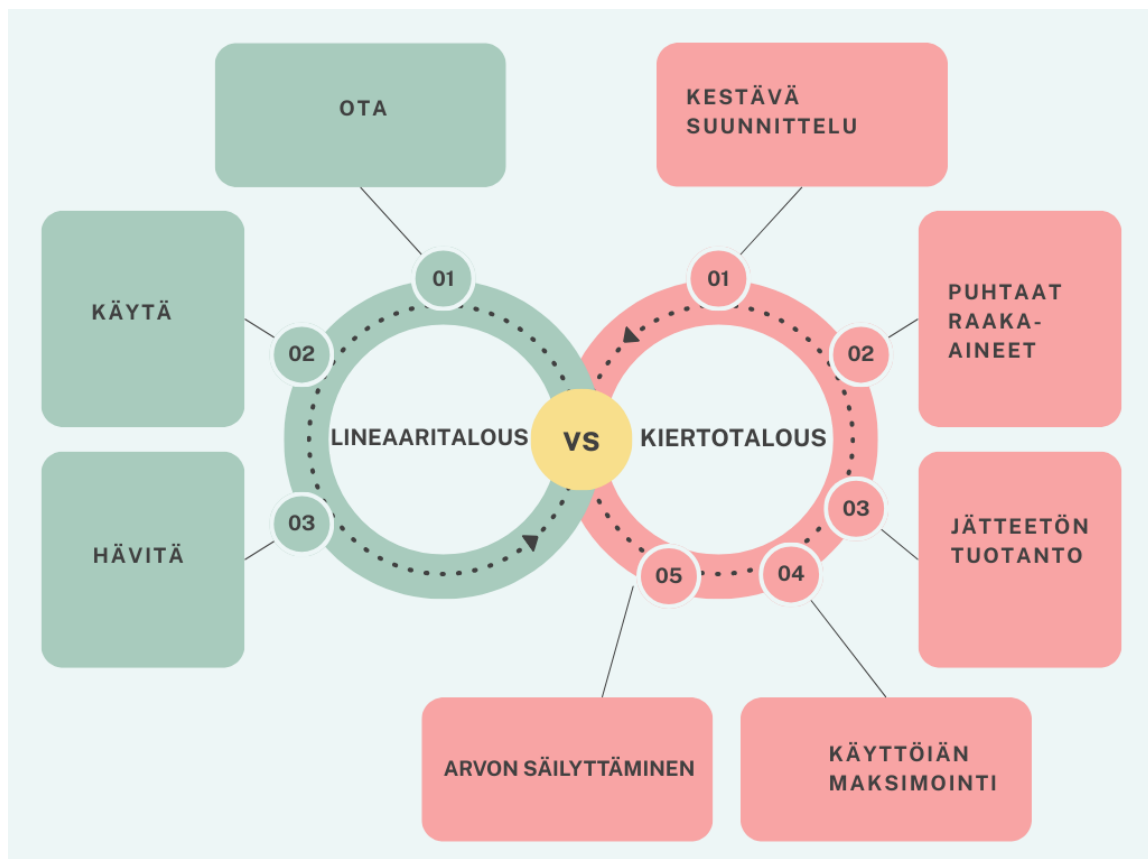 OTA
01
KÄYTÄ
02
HÄVITÄ
03
LINEAARITALOUS
VS
KIERTOTALOUS
KESTÄVÄ
SUUNNITTELU
01
PUHTAAT
RAAKA-
AINEET
02
JÄTTEETÖN
TUOTANTO
03
KÄYTTÖIÄN
MAKSIMOINTI
04
ARVON SÄILYTTÄMINEN
05